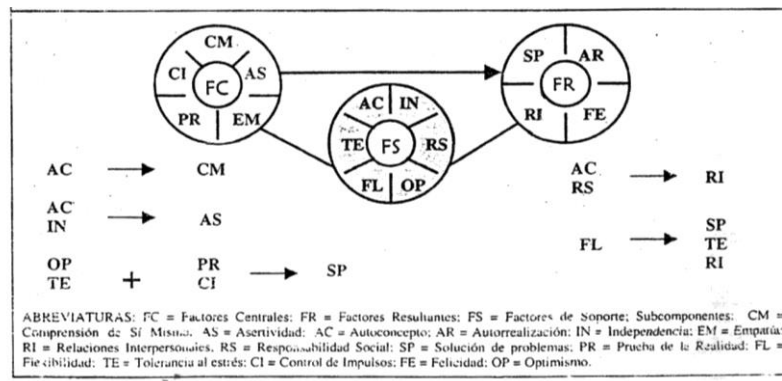 CM
CI
AS
FC
PR
EM
SP
AR
FR
RI
FE
AC
IN
TE
FS
RS
FL
OP
AC → CM
AC
IN → AS
OP
TE + PR
CI → SP
AC
RS → RI
FL → SP
TE
RI
ABREVIATURAS: FC = Factores Centrales; FR = Factores Resultantes; FS = Factores de Soporte; Subcomponentes: CM =
Comprensión de Sí Mismo. AS = Asertividad; AC = Autoconcepto; AR = Autorrealización; IN = Independencia; EM = Empatía;
RI = Relaciones Interpersonales. RS = Responsabilidad Social; SP = Solución de problemas; PR = Prueba de la Realidad; FL =
Flexibilidad; TE = Tolerancia al estrés; CI = Control de Impulsos; FE = Felicidad; OP = Optimismo.